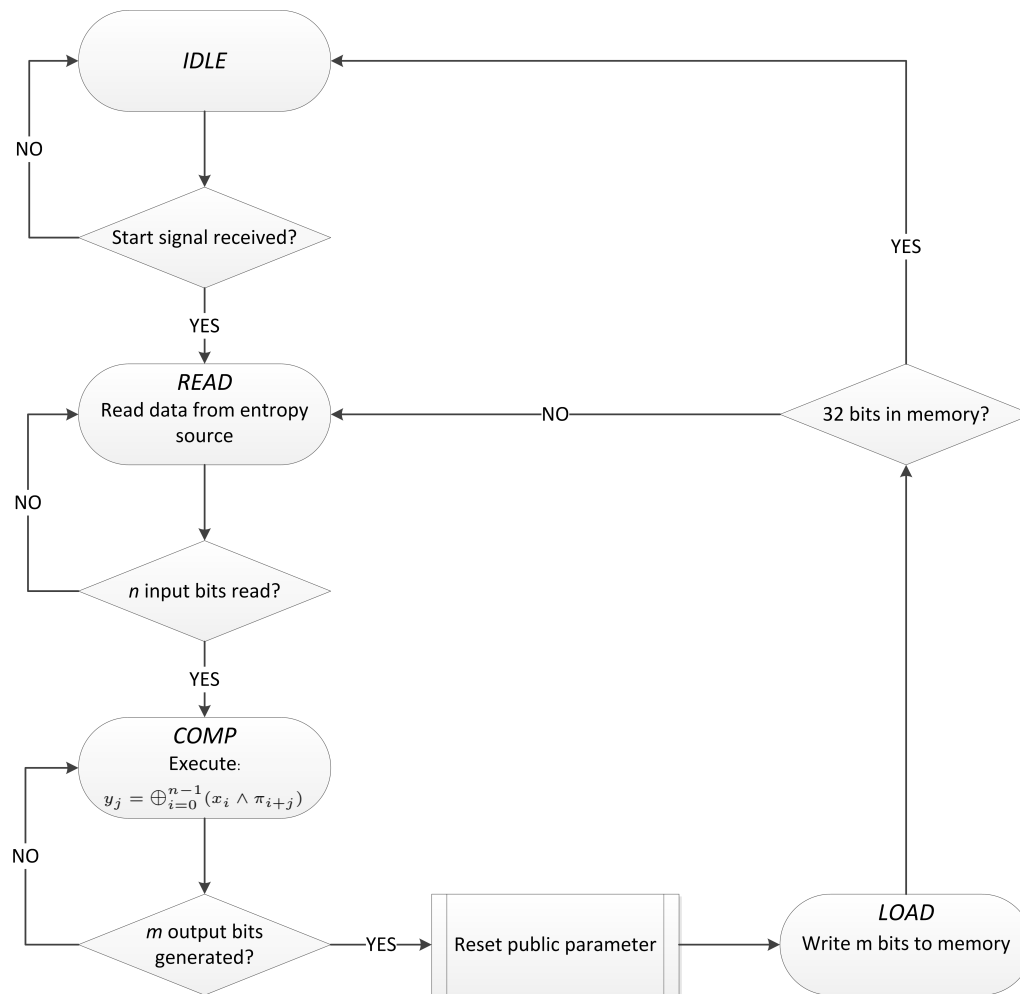 IDLE
NO
Start signal received?
YES
YES
READ
Read data from entropy
source
NO
32 bits in memory?
NO
n input bits read?
YES
COMP
Execute:
y_j = ⊕_{i=0}^{n−1}(x_i ∧ π_{i+j})
NO
m output bits
generated?
YES
Reset public parameter
LOAD
Write m bits to memory